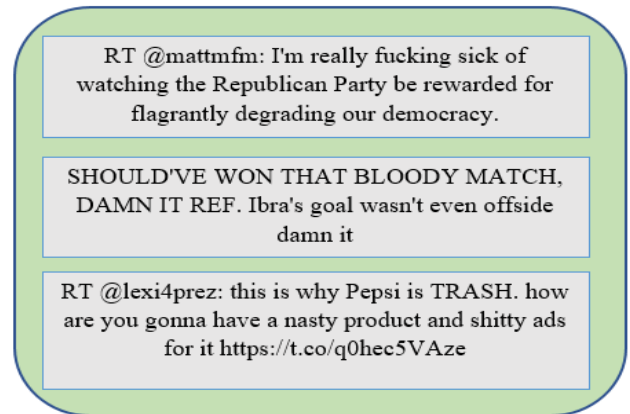 RT @mattmfm: I'm really fucking sick of
watching the Republican Party be rewarded for
flagrantly degrading our democracy.
SHOULD'VE WON THAT BLOODY MATCH,
DAMN IT REF. Ibra's goal wasn't even offside
damn it
RT @lexi4prez: this is why Pepsi is TRASH. how
are you gonna have a nasty product and shitty ads
for it https://t.co/q0hec5VAze